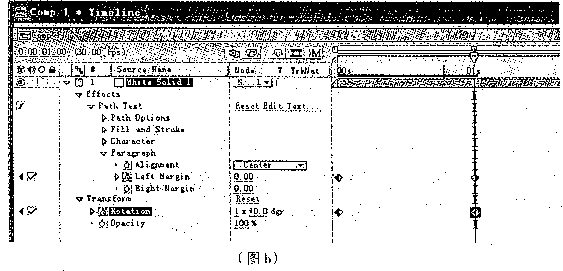 Comp 1 • Timeline
0:00:01:00 (30.00 fps)
# Source Name Mode T TrkMat
1 White Solid 1
Effects
Path Text Reset Edit Text...
Path Options
Fill and Stroke
Character
Paragraph
Alignment Center
Left Margin 0.00
Right Margin 0.00
Transform Reset
Rotation 1 x +0.0 dgr
Opacity 100 %
(图b)